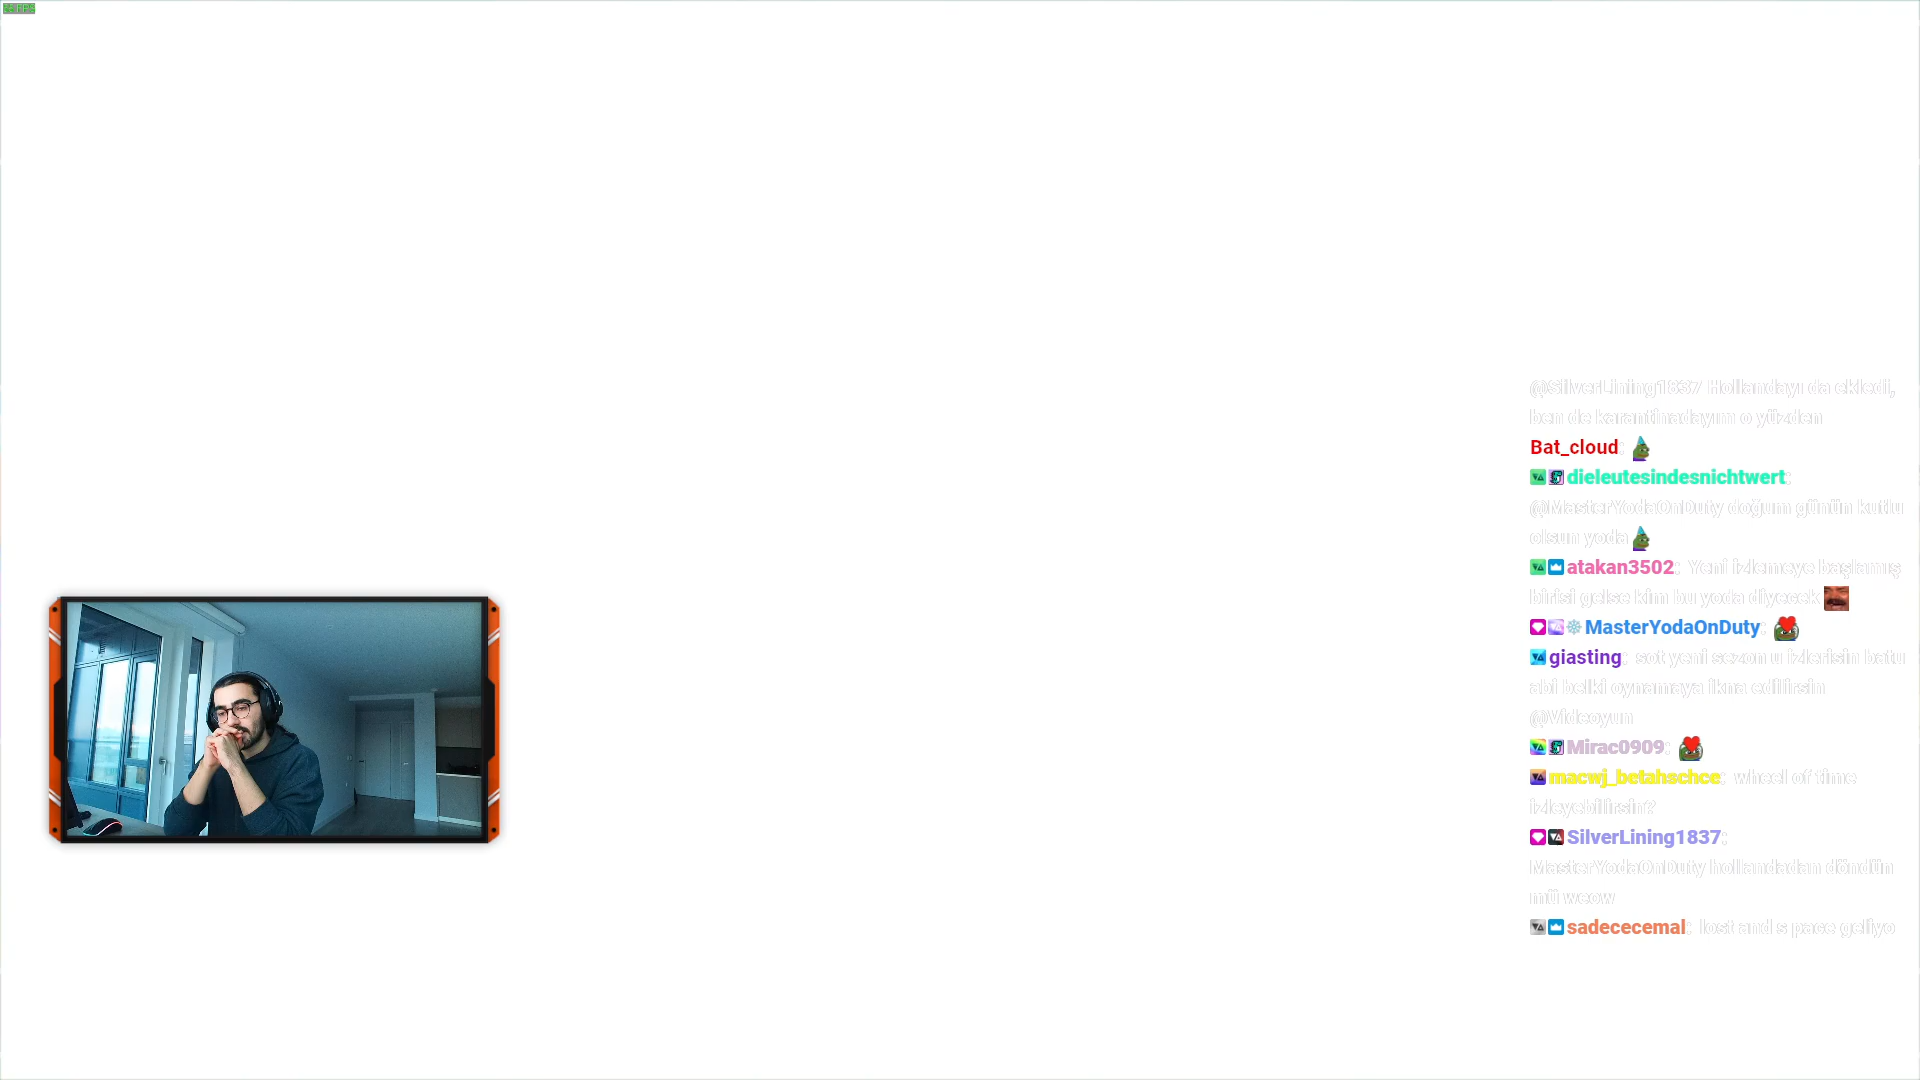 @SilverLining1837 Hollandayı da ekledi,
ben de karantinadayım o yüzden
Bat_cloud
dieleutesindesnichtwert:
@MasterYodaOnDuty doğum günün kutlu
olsun yoda
atakan3502: Yeni izlemeye başlamış
birisi gelse kim bu yoda diyecek
MasterYodaOnDuty:
giasting: sot yeni sezon u izlerisin batu
abi belki oynamaya ikna edilirsin
@Videoyun
Mirac0909:
macwj_betahschce: wheel of time
izleyebilirsin?
SilverLining1837:
MasterYodaOnDuty hollandadan döndün
mü weow
sadececemal: lost and s pace geliyo